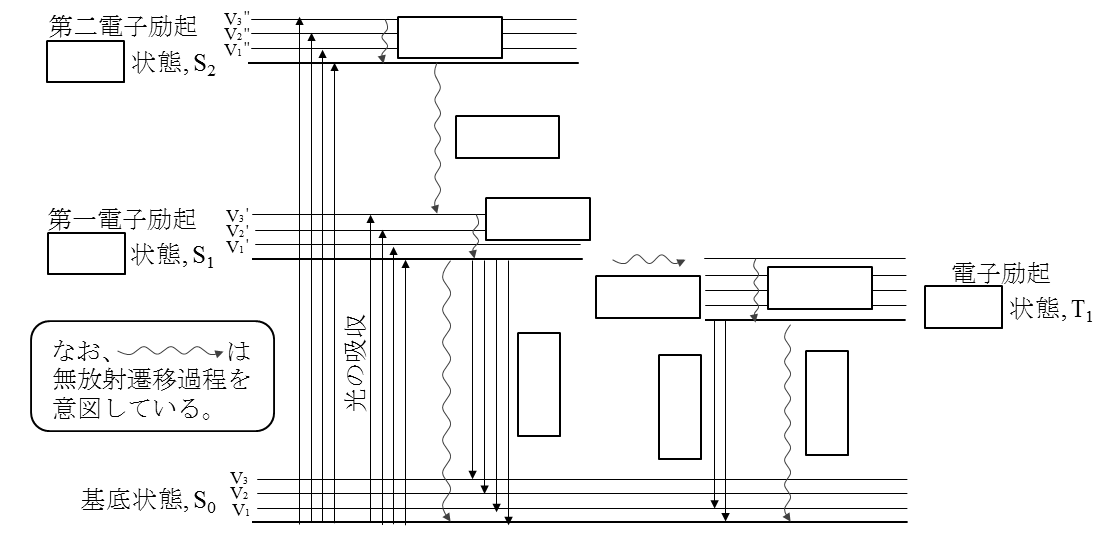 第二電子励起
状態, S₂
V₃"
V₂"
V₁"
第一電子励起
状態, S₁
V₃'
V₂'
V₁'
電子励起
状態, T₁
光の吸収
なお、は
無放射遷移過程を
意図している。
基底状態, S₀
V₃
V₂
V₁